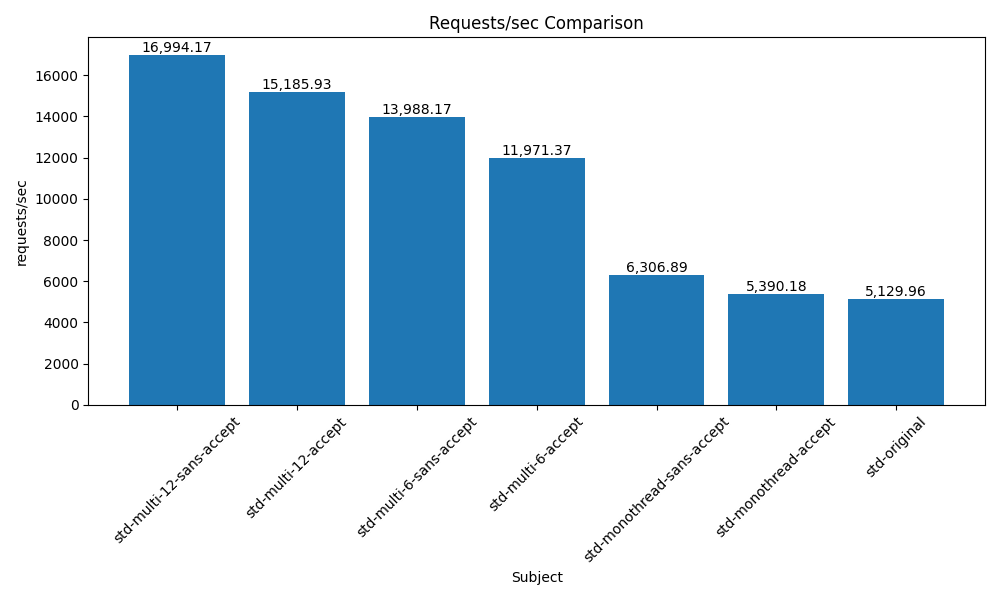 Requests/sec Comparison
16,994.17
15,185.93
13,988.17
11,971.37
6,306.89
5,390.18
5,129.96
requests/sec
16000
14000
12000
10000
8000
6000
4000
2000
0
std-multi-12-sans-accept
std-multi-12-accept
std-multi-6-sans-accept
std-multi-6-accept
std-monothread-sans-accept
std-monothread-accept
std-original
Subject